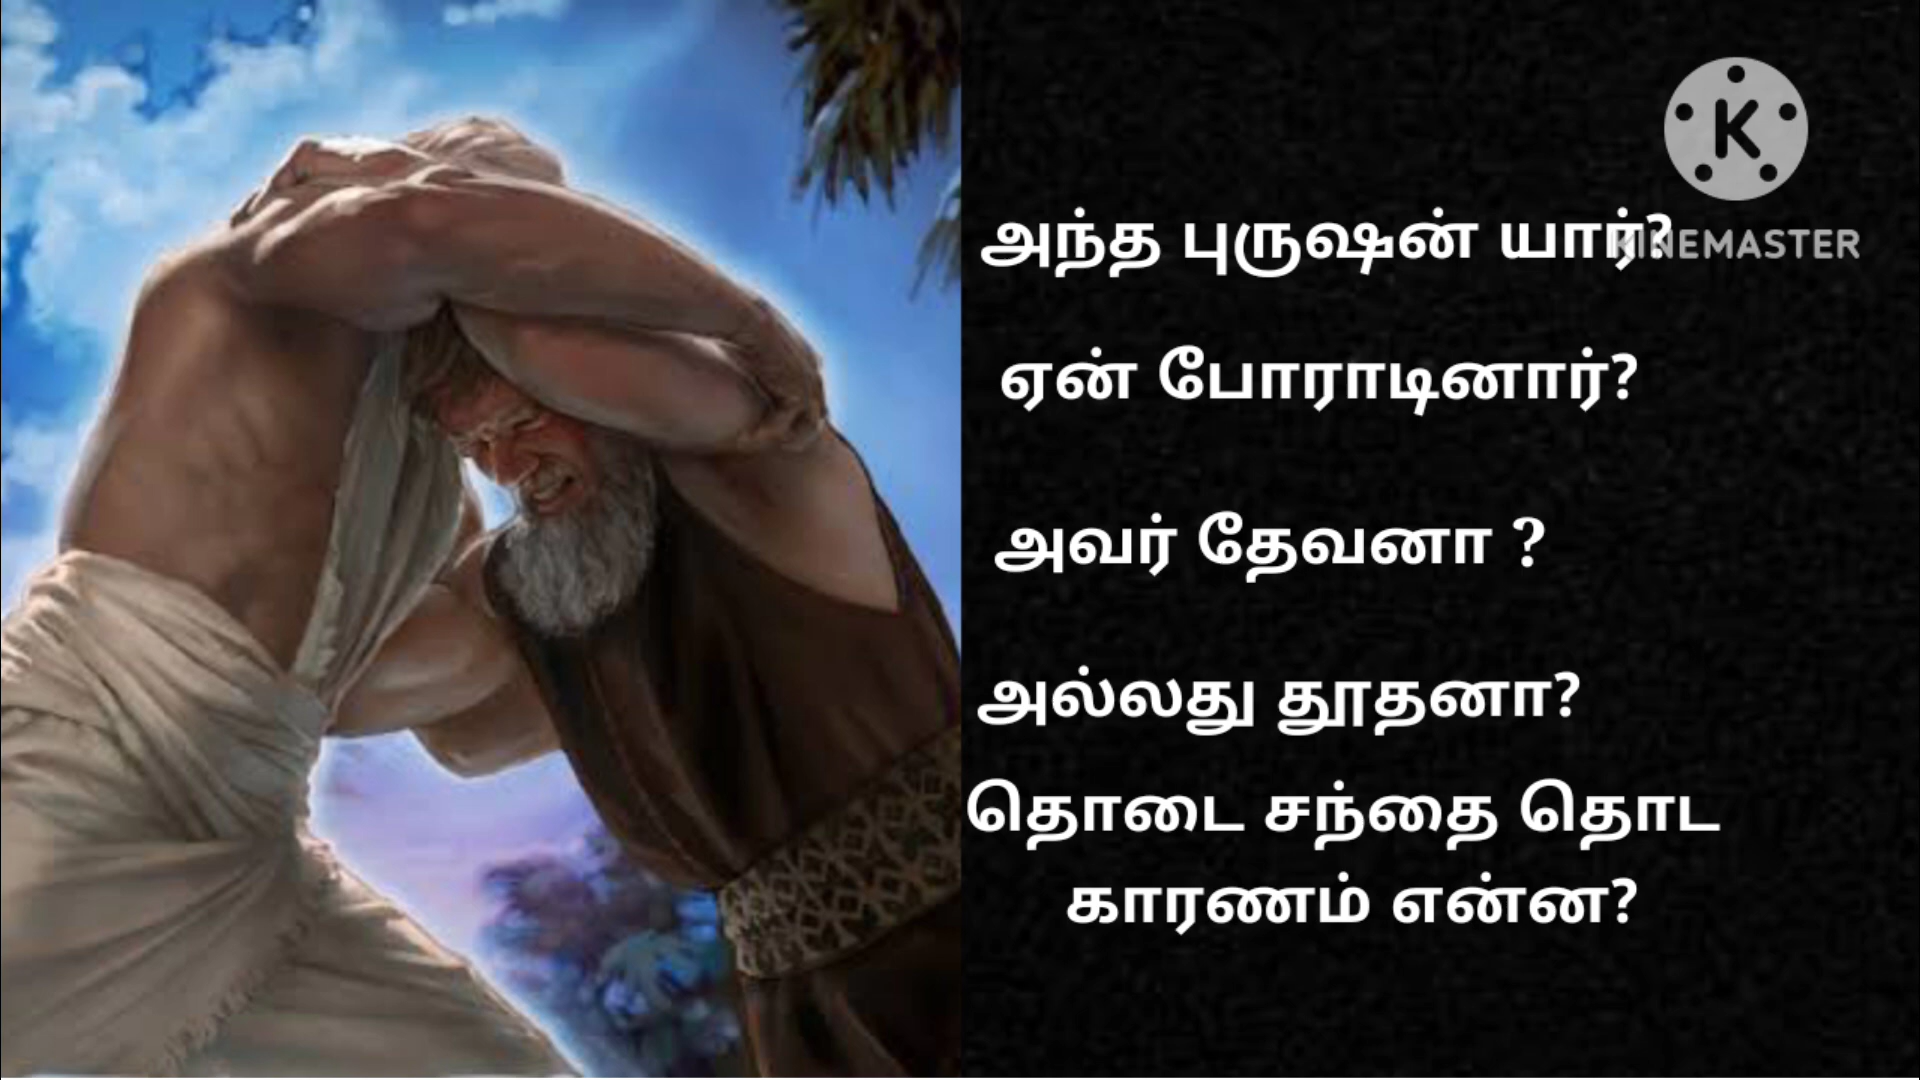 K
KINEMASTER
அந்த புருஷன் யார்?
ஏன் போராடினார்?
அவர் தேவனா ?
அல்லது தூதனா?
தொடை சந்தை தொட
காரணம் என்ன?